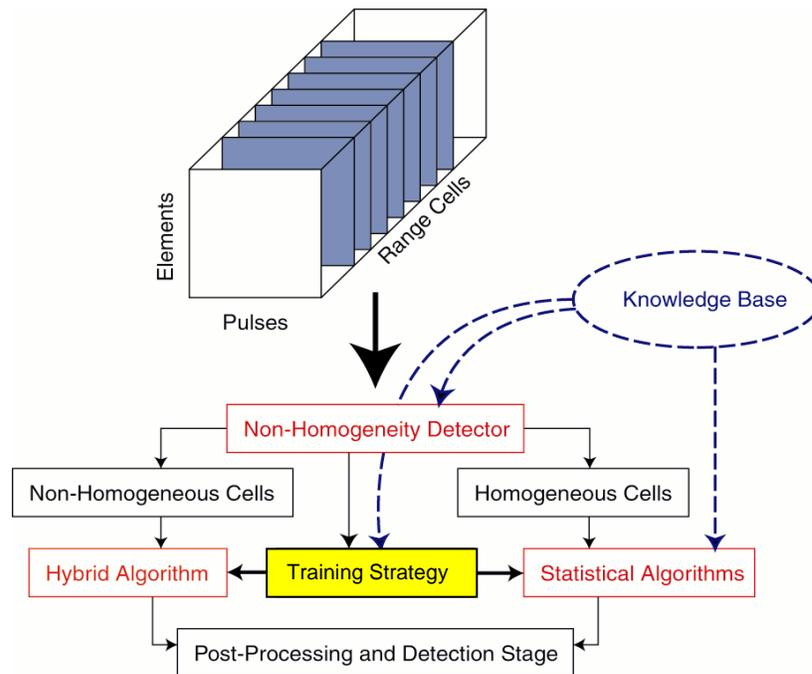 Elements
Range Cells
Pulses
Knowledge Base
Non-Homogeneity Detector
Non-Homogeneous Cells
Homogeneous Cells
Hybrid Algorithm
Training Strategy
Statistical Algorithms
Post-Processing and Detection Stage